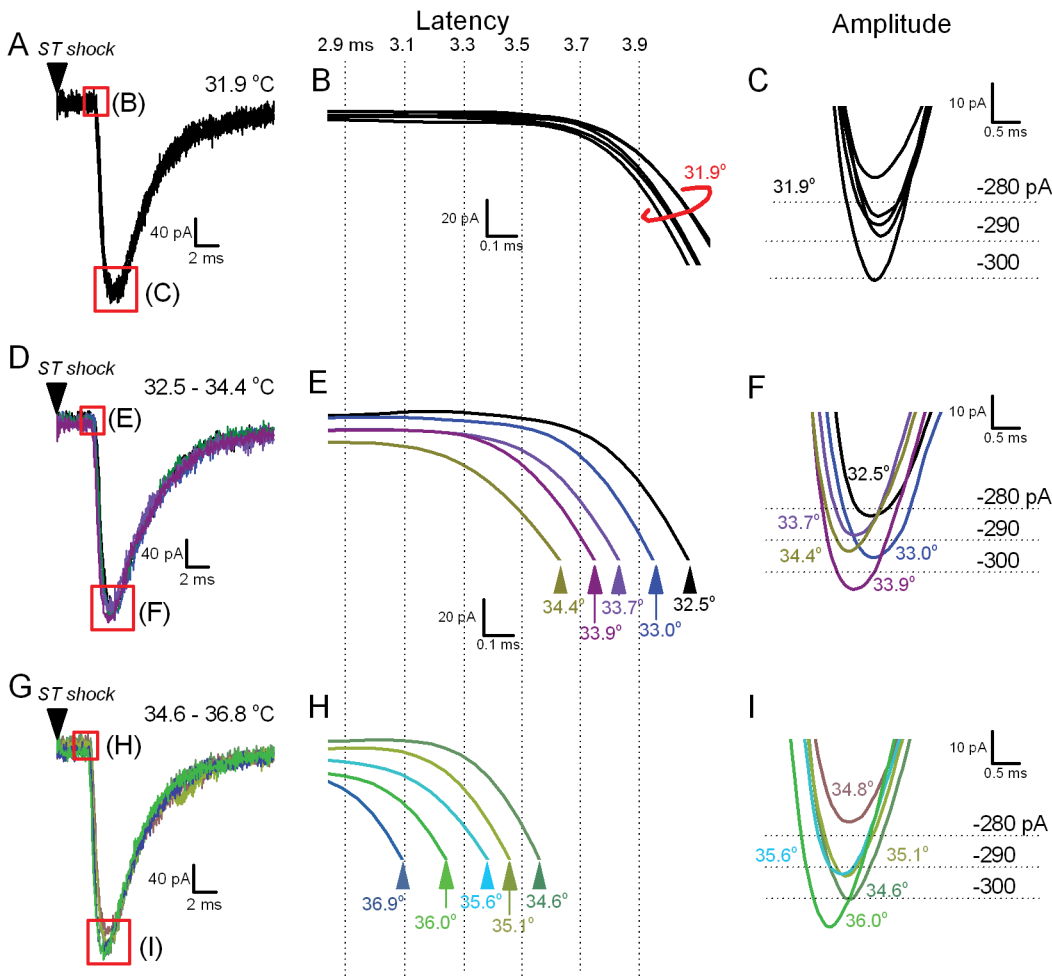 Latency
Amplitude
2.9 ms 3.1 3.3 3.5 3.7 3.9
A
ST shock
31.9 °C
(B)
40 pA
2 ms
(C)
B
31.9°
20 pA
0.1 ms
C
10 pA
0.5 ms
31.9°
-280 pA
-290
-300
D
ST shock
32.5 - 34.4 °C
(E)
40 pA
2 ms
(F)
E
34.4°
33.9°
33.7°
33.0°
32.5°
20 pA
0.1 ms
F
10 pA
0.5 ms
32.5°
-280 pA
33.7°
-290
34.4°
33.0°
-300
33.9°
G
ST shock
34.6 - 36.8 °C
(H)
40 pA
2 ms
(I)
H
36.9°
36.0°
35.6°
35.1°
34.6°
I
10 pA
0.5 ms
34.8°
-280 pA
35.6°
35.1°
-290
34.6°
-300
36.0°